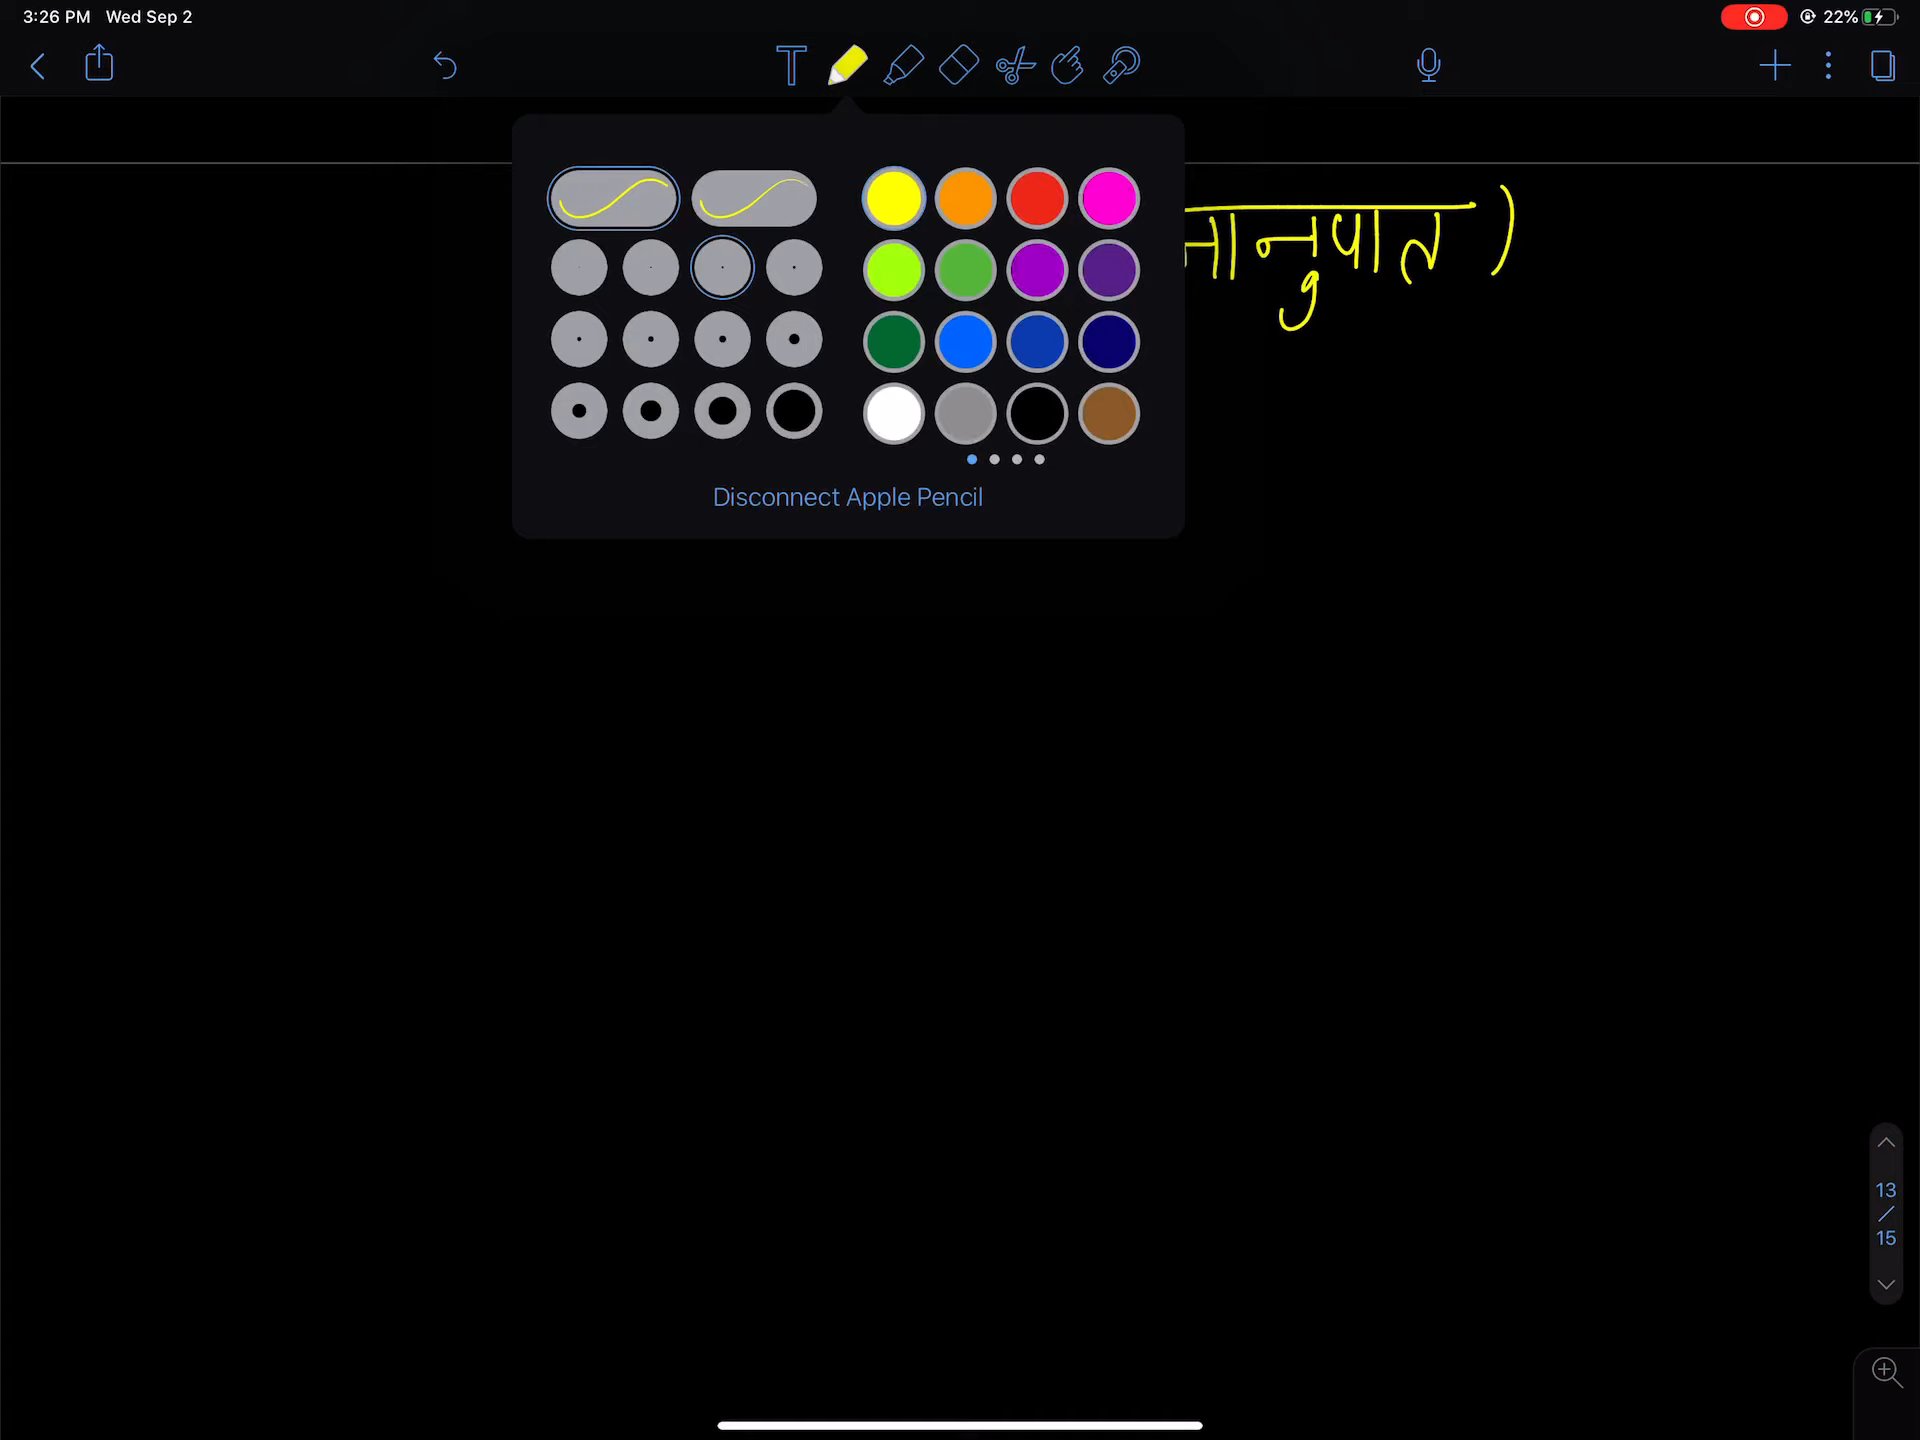 3:26 PM Wed Sep 2
22%
T
नानुपात )
Disconnect Apple Pencil
13
/
15